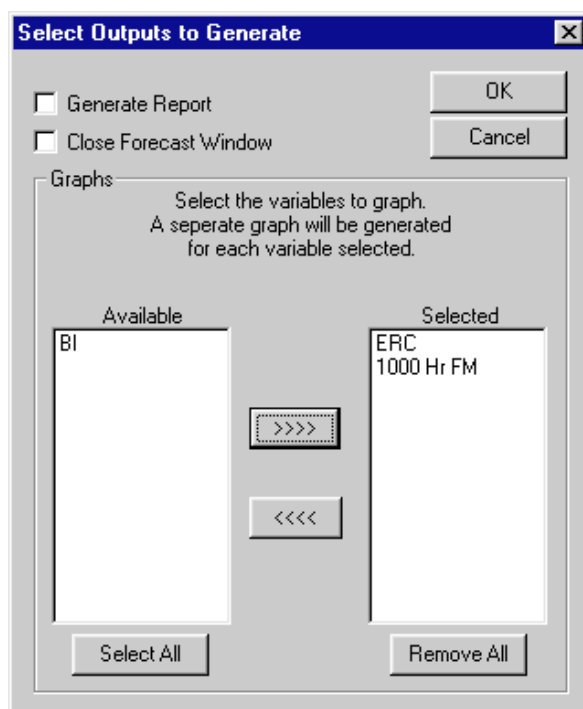 Select Outputs to Generate
Generate Report
OK
Close Forecast Window
Cancel
Graphs
Select the variables to graph.
A seperate graph will be generated
for each variable selected.
Available
BI
Selected
ERC
1000 Hr FM
>>>>
<<<<
Select All
Remove All